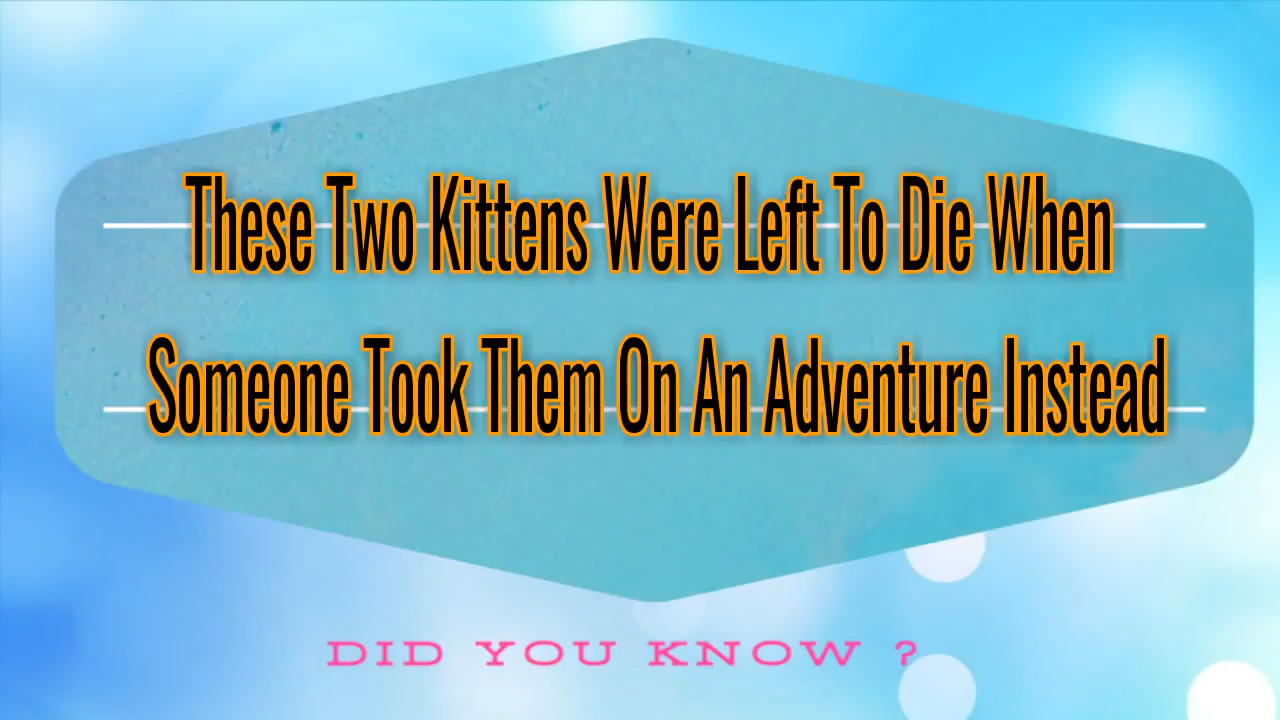 These Two Kittens Were Left To Die When
Someone Took Them On An Adventure Instead
DID YOU KNOW ?